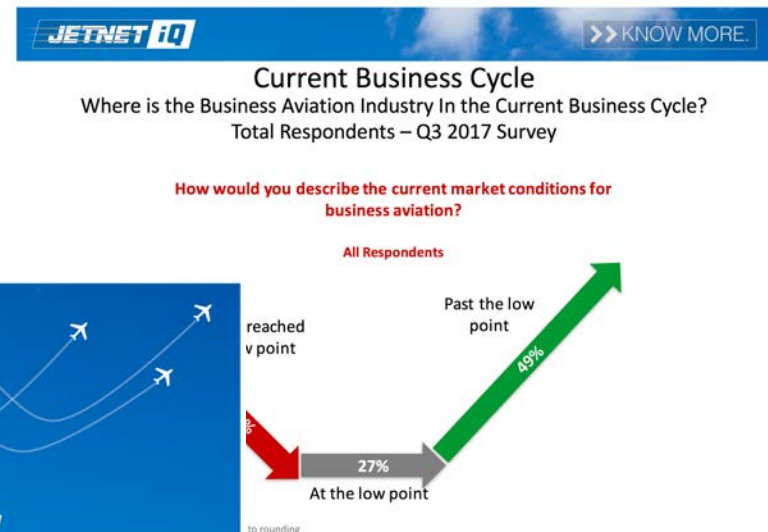 JETNET iQ
>>KNOW MORE.
Current Business Cycle
Where is the Business Aviation Industry In the Current Business Cycle?
Total Respondents – Q3 2017 Survey
How would you describe the current market conditions for
business aviation?
All Respondents
reached
point
Past the low
point
49%
%
27%
At the low point
to rounding